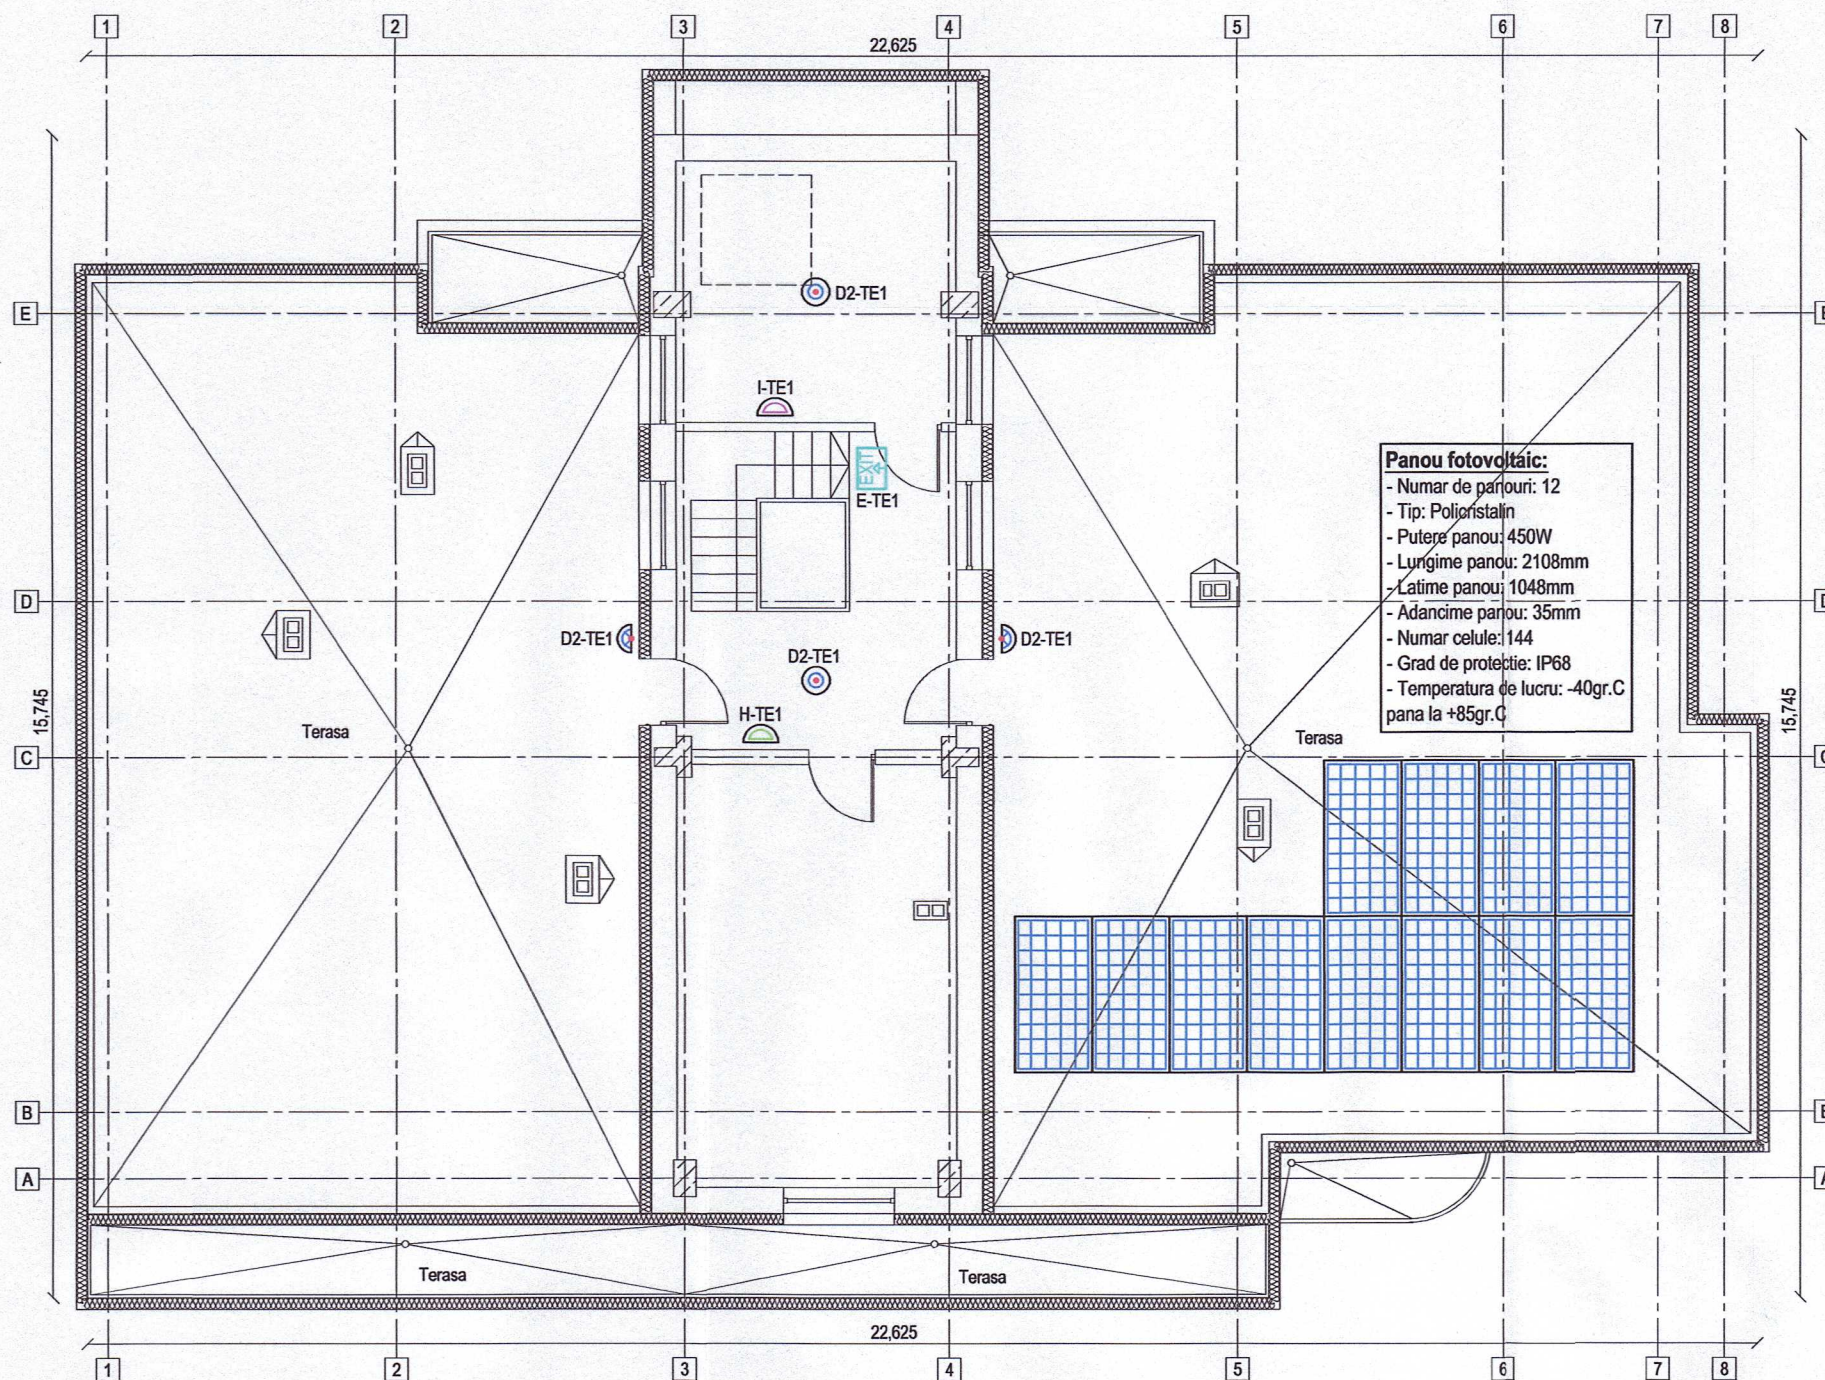 1 2 3 4 5 6 7 8
22,625
E
D2-TE1
I-TE1
EXIT
E-TE1
Panou fotovoltaic:
- Numar de panouri: 12
- Tip: Policristalin
- Putere panou: 450W
- Lungime panou: 2108mm
- Latime panou: 1048mm
- Adancime panou: 35mm
- Numar celule: 144
- Grad de protectie: IP68
- Temperatura de lucru: -40gr.C
pana la +85gr.C
D
D2-TE1
D2-TE1
D2-TE1
H-TE1
15,745
15,745
Terasa
Terasa
C
B
A
Terasa
Terasa
22,625
1 2 3 4 5 6 7 8